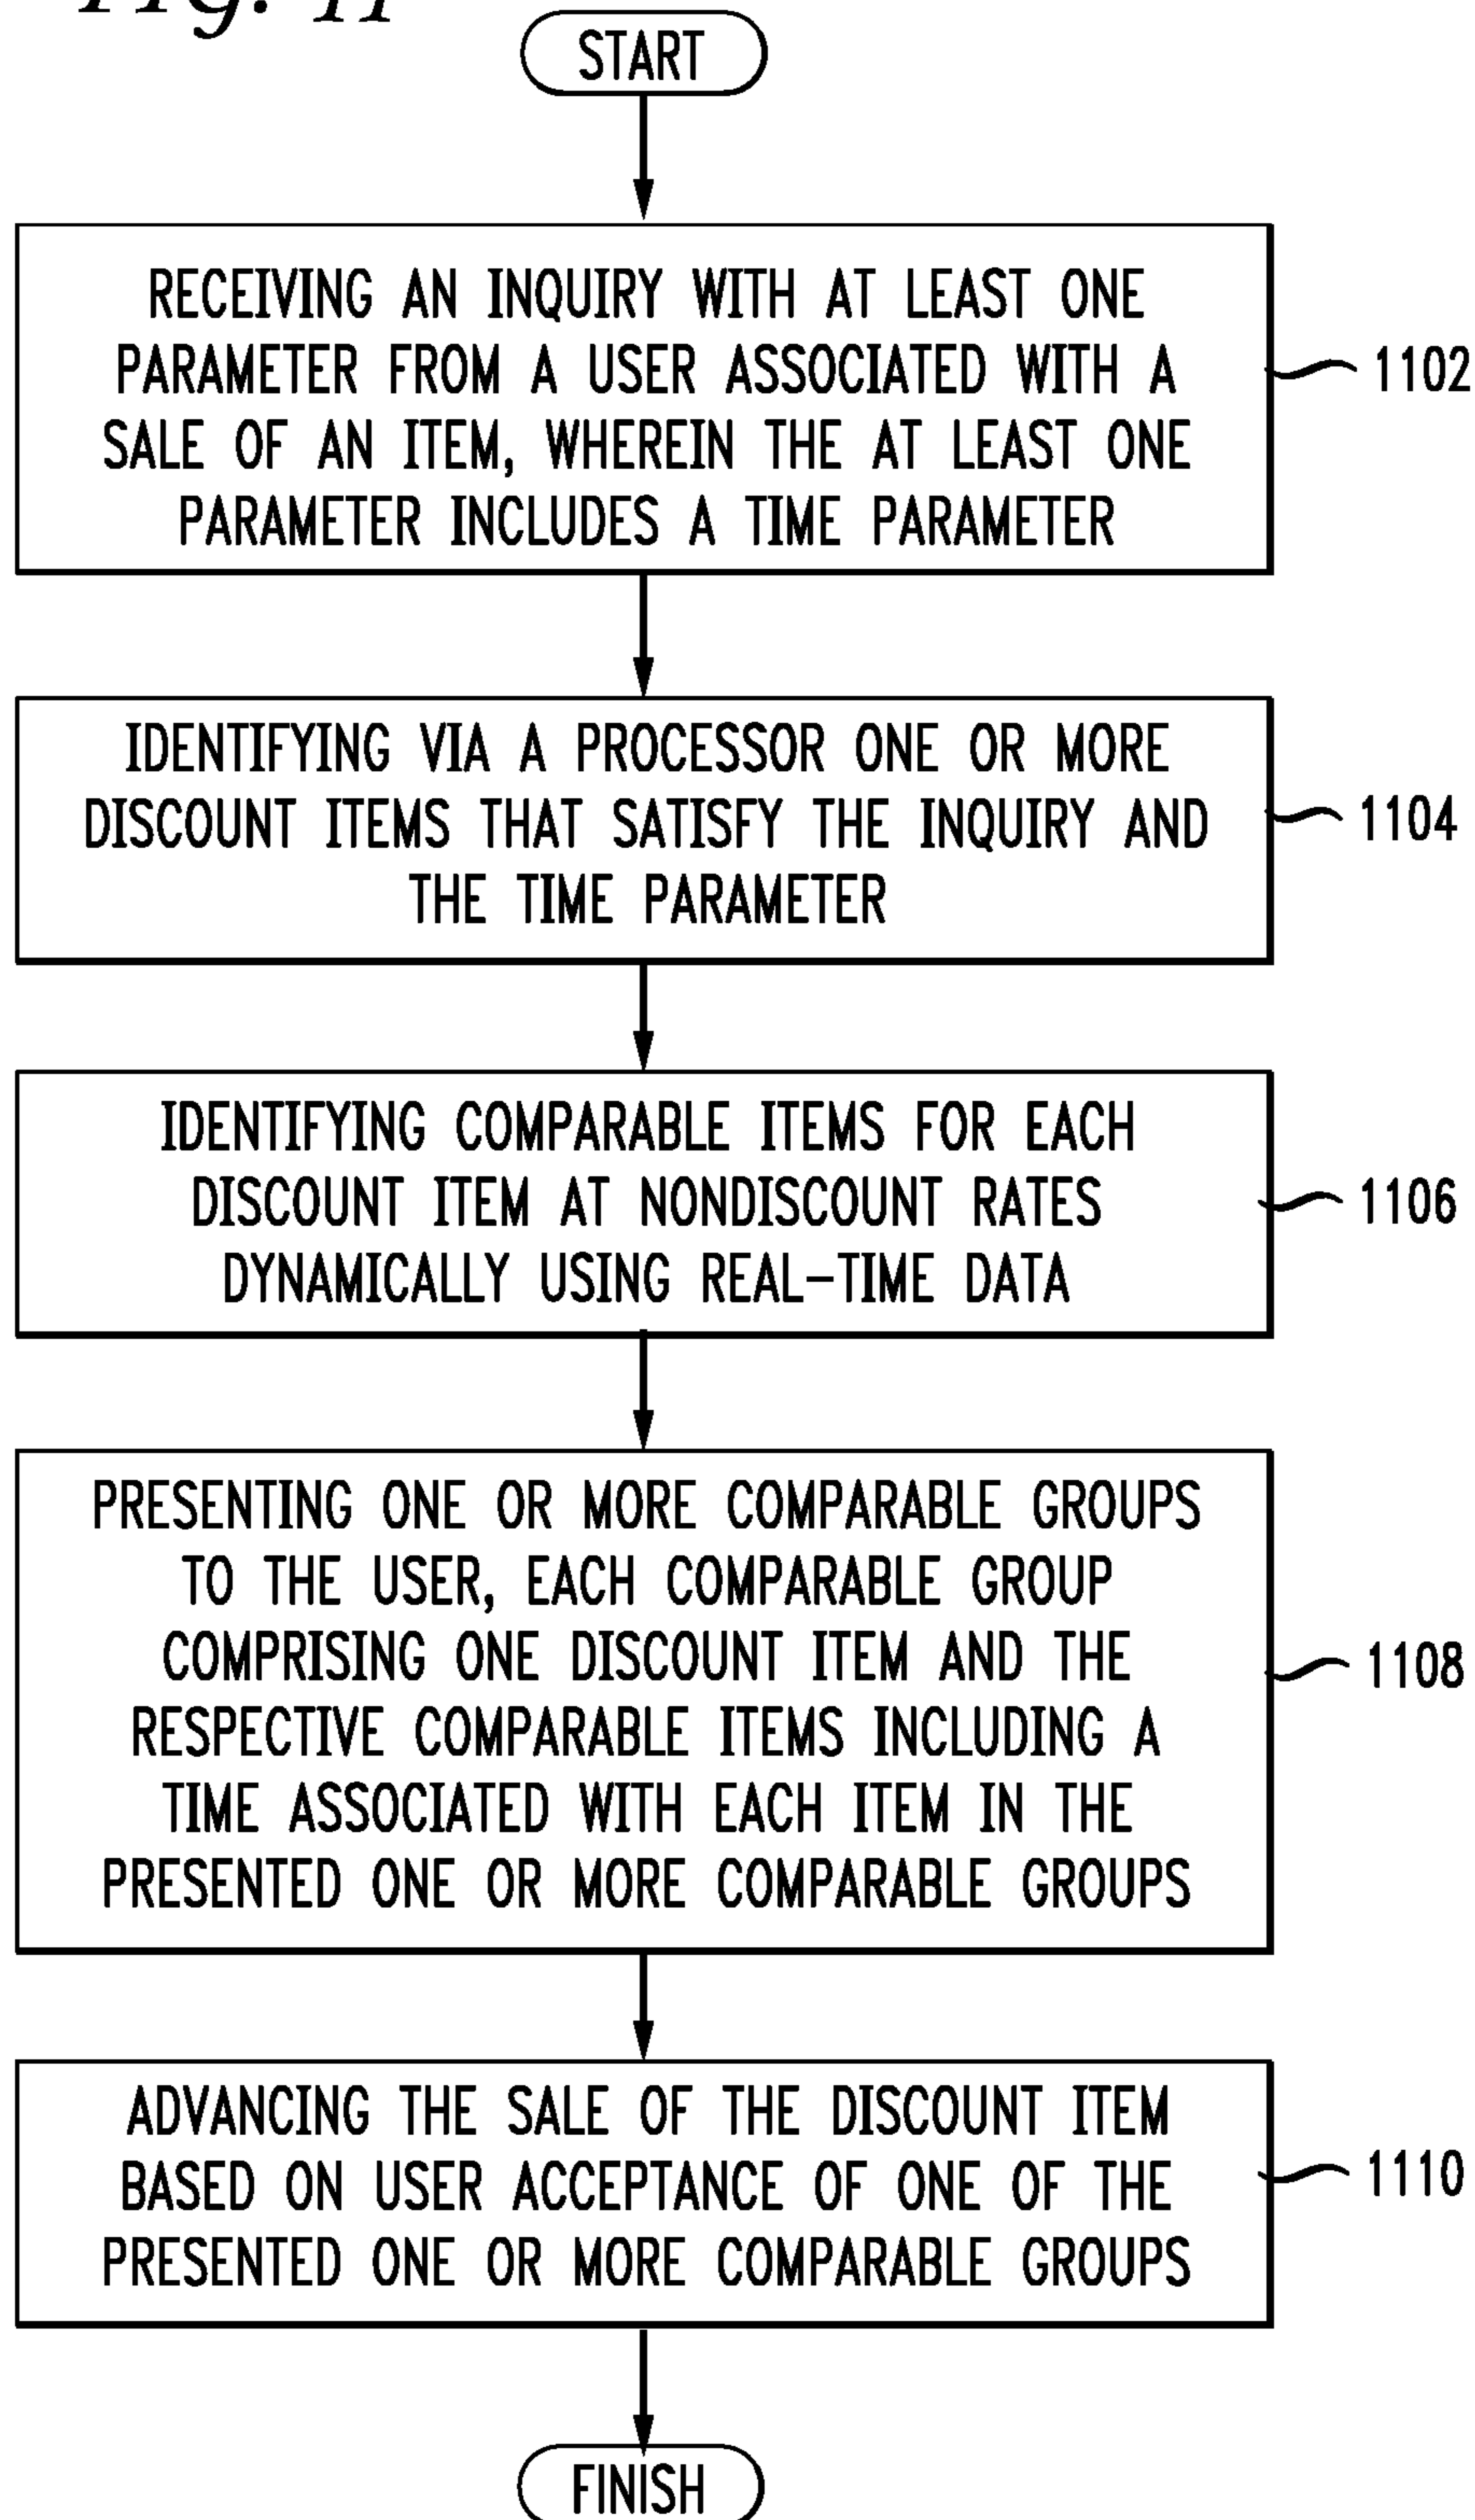 Fig. 11
START
RECEIVING AN INQUIRY WITH AT LEAST ONE
PARAMETER FROM A USER ASSOCIATED WITH A
SALE OF AN ITEM, WHEREIN THE AT LEAST ONE
PARAMETER INCLUDES A TIME PARAMETER
1102
IDENTIFYING VIA A PROCESSOR ONE OR MORE
DISCOUNT ITEMS THAT SATISFY THE INQUIRY AND
THE TIME PARAMETER
1104
IDENTIFYING COMPARABLE ITEMS FOR EACH
DISCOUNT ITEM AT NONDISCOUNT RATES
DYNAMICALLY USING REAL-TIME DATA
1106
PRESENTING ONE OR MORE COMPARABLE GROUPS
TO THE USER, EACH COMPARABLE GROUP
COMPRISING ONE DISCOUNT ITEM AND THE
RESPECTIVE COMPARABLE ITEMS INCLUDING A
TIME ASSOCIATED WITH EACH ITEM IN THE
PRESENTED ONE OR MORE COMPARABLE GROUPS
1108
ADVANCING THE SALE OF THE DISCOUNT ITEM
BASED ON USER ACCEPTANCE OF ONE OF THE
PRESENTED ONE OR MORE COMPARABLE GROUPS
1110
FINISH